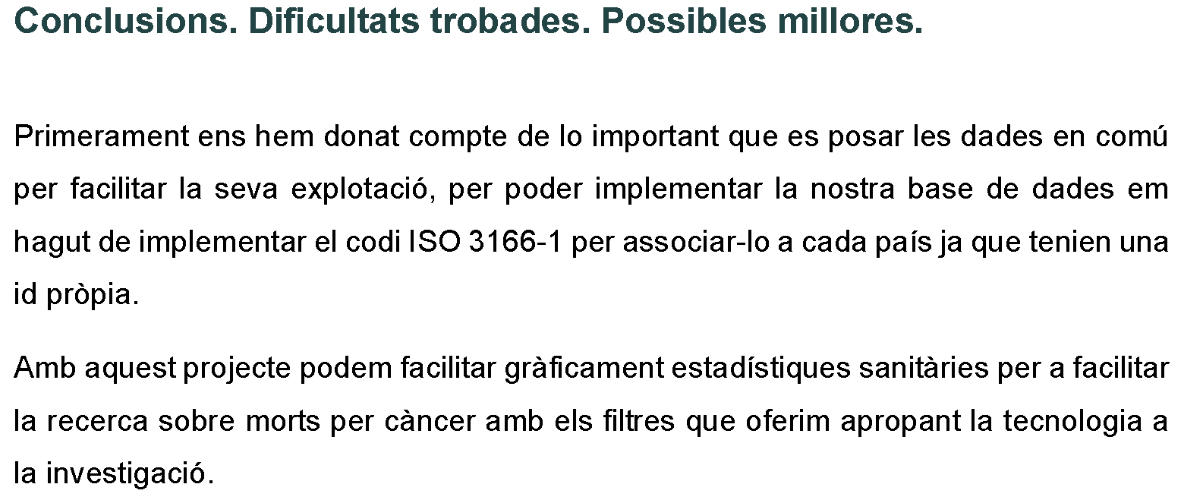 Conclusions. Dificultats trobades. Possibles millores.
Primerament ens hem donat compte de lo important que es posar les dades en comú
per facilitar la seva explotació, per poder implementar la nostra base de dades em
hagut de implementar el codi ISO 3166-1 per associar-lo a cada país ja que tenien una
id pròpia.
Amb aquest projecte podem facilitar gràficament estadístiques sanitàries per a facilitar
la recerca sobre morts per càncer amb els filtres que oferim apropant la tecnologia a
la investigació.